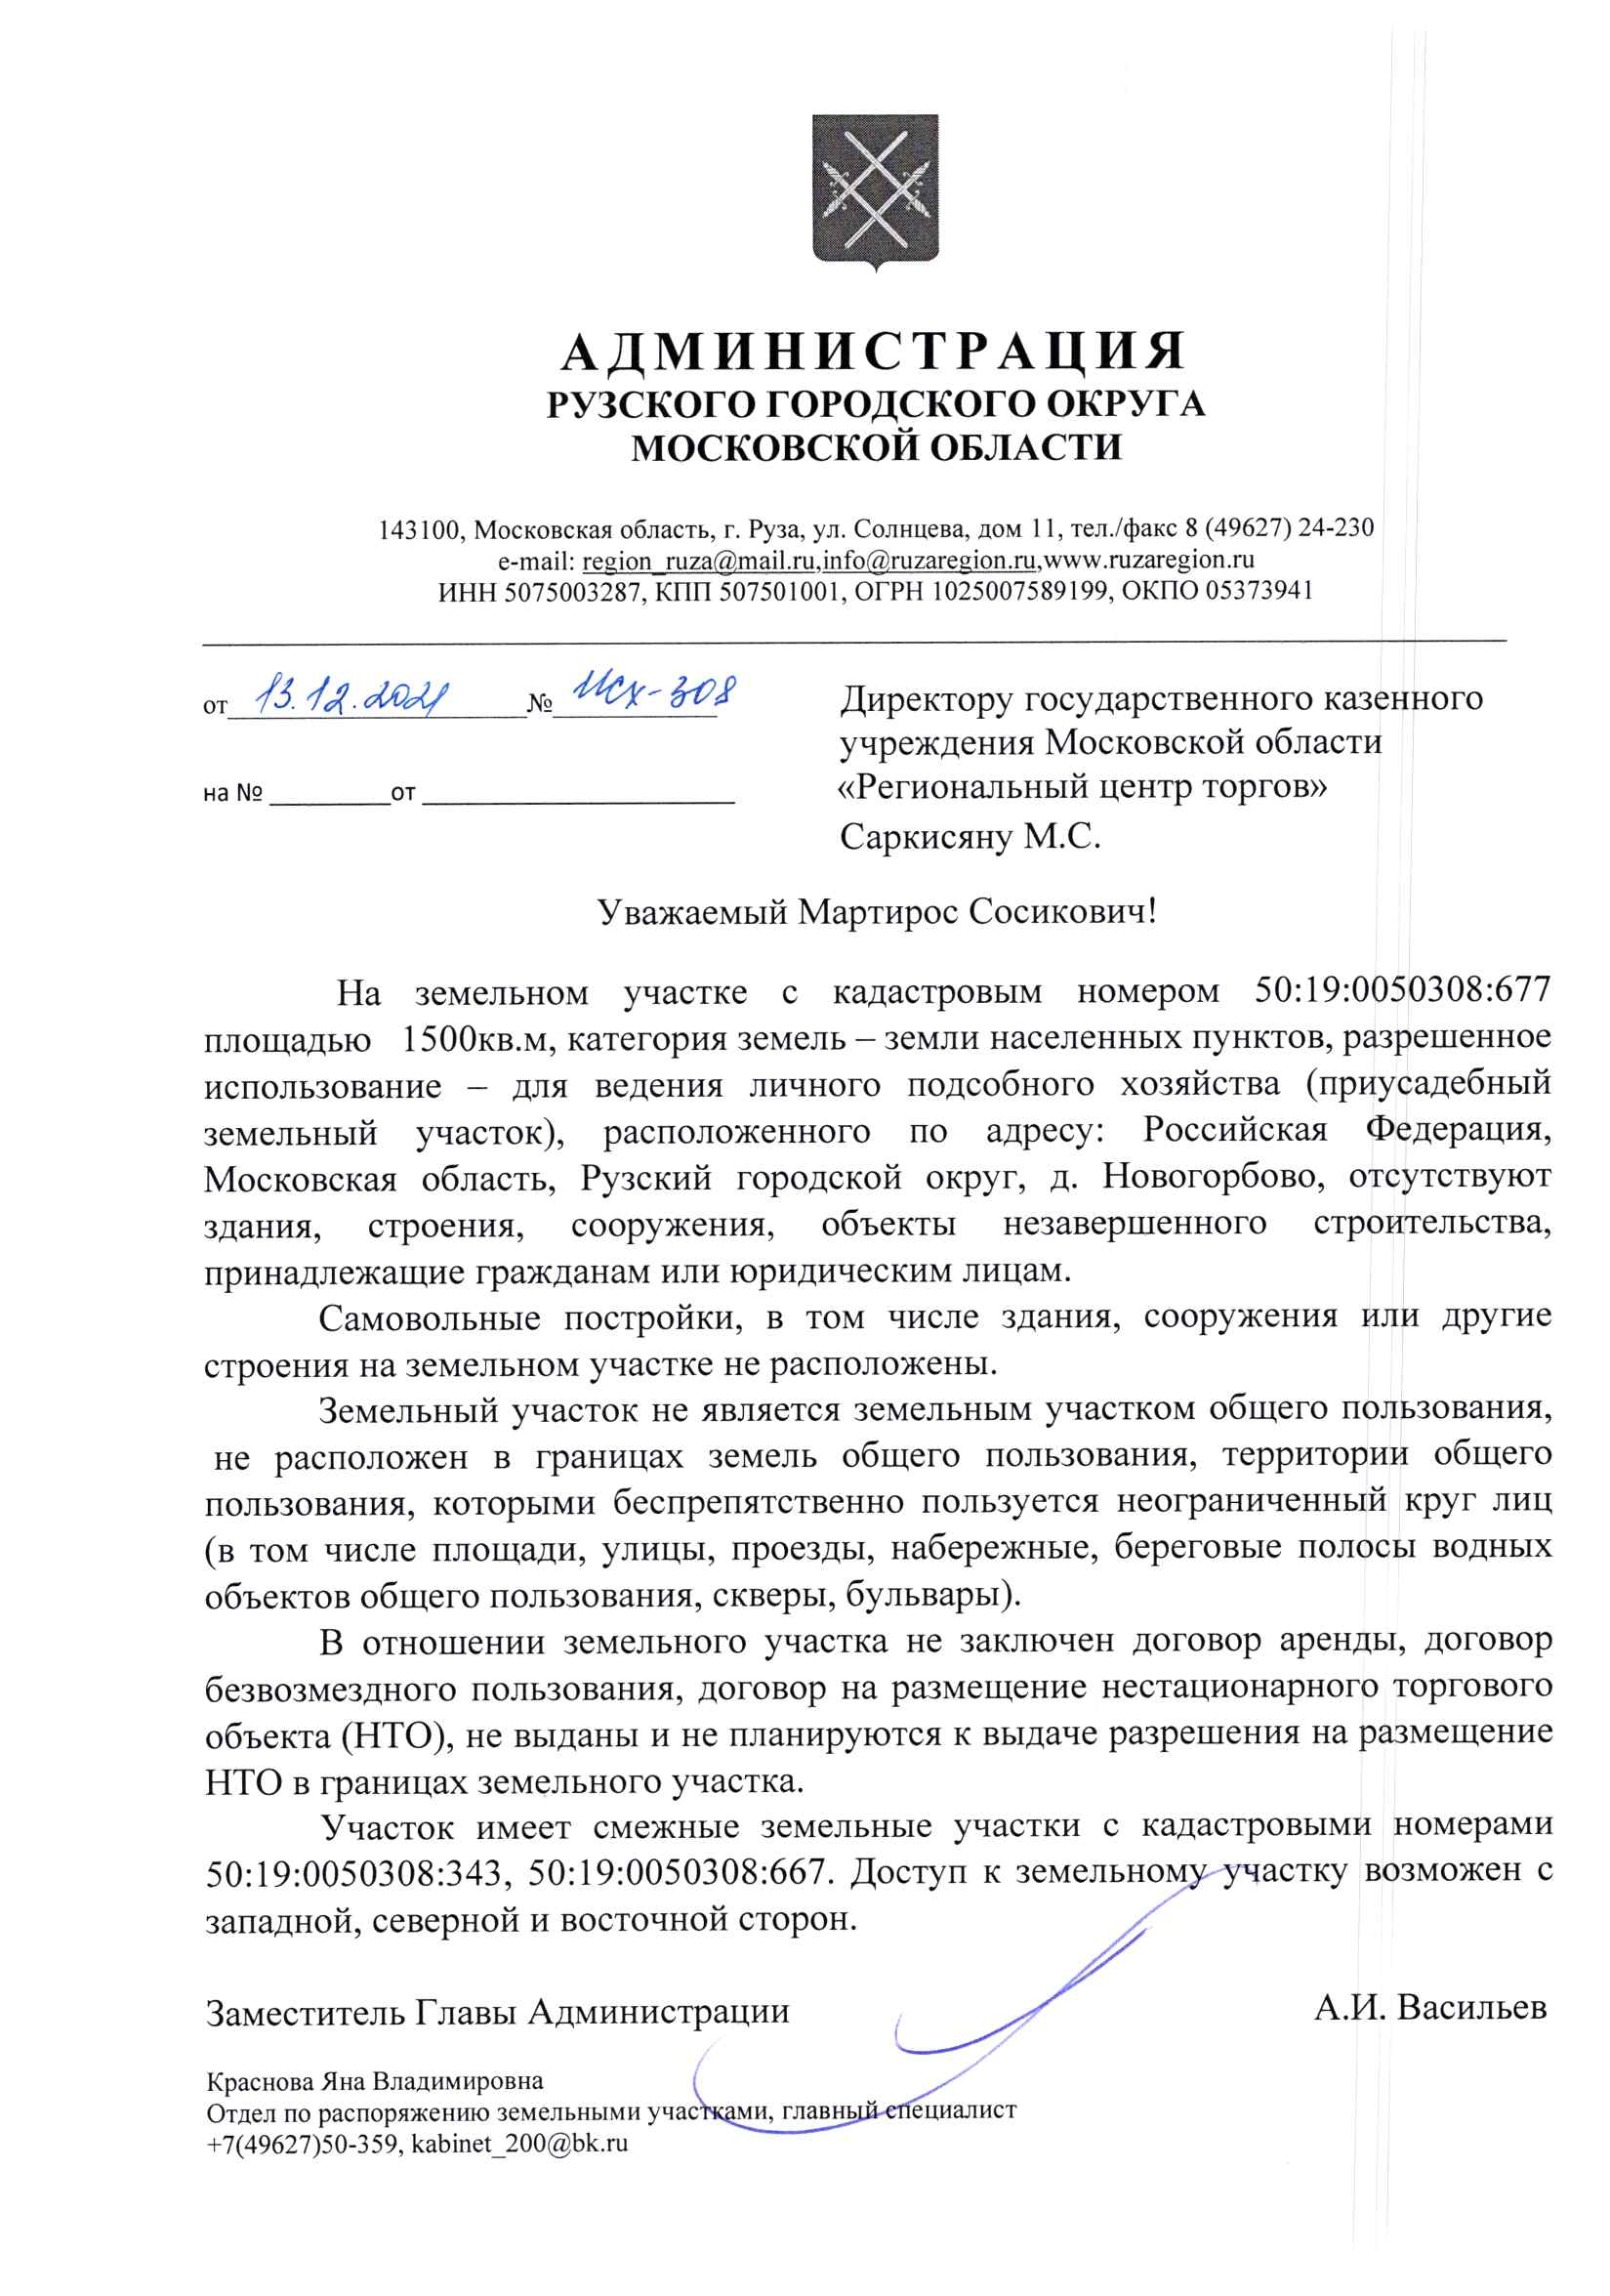 АДМИНИСТРАЦИЯ
РУЗСКОГО ГОРОДСКОГО ОКРУГА
МОСКОВСКОЙ ОБЛАСТИ
143100, Московская область, г. Руза, ул. Солнцева, дом 11, тел./факс 8 (49627) 24-230
e-mail: region_ruza@mail.ru,info@ruzaregion.ru,www.ruzaregion.ru
ИНН 5075003287, КПП 507501001, ОГРН 1025007589199, ОКПО 05373941
от 13.12.2021 № Исх-308
на № __________от __________
Директору государственного казенного
учреждения Московской области
«Региональный центр торгов»
Саркисяну М.С.
Уважаемый Мартирос Сосикович!
На земельном участке с кадастровым номером 50:19:0050308:677
площадью 1500кв.м, категория земель – земли населенных пунктов, разрешенное
использование – для ведения личного подсобного хозяйства (приусадебный
земельный участок), расположенного по адресу: Российская Федерация,
Московская область, Рузский городской округ, д. Новогорбово, отсутствуют
здания, строения, сооружения, объекты незавершенного строительства,
принадлежащие гражданам или юридическим лицам.
Самовольные постройки, в том числе здания, сооружения или другие
строения на земельном участке не расположены.
Земельный участок не является земельным участком общего пользования,
не расположен в границах земель общего пользования, территории общего
пользования, которыми беспрепятственно пользуется неограниченный круг лиц
(в том числе площади, улицы, проезды, набережные, береговые полосы водных
объектов общего пользования, скверы, бульвары).
В отношении земельного участка не заключен договор аренды, договор
безвозмездного пользования, договор на размещение нестационарного торгового
объекта (НТО), не выданы и не планируются к выдаче разрешения на размещение
НТО в границах земельного участка.
Участок имеет смежные земельные участки с кадастровыми номерами
50:19:0050308:343, 50:19:0050308:667. Доступ к земельному участку возможен с
западной, северной и восточной сторон.
Заместитель Главы Администрации А.И. Васильев
Краснова Яна Владимировна
Отдел по распоряжению земельными участками, главный специалист
+7(49627)50-359, kabinet_200@bk.ru